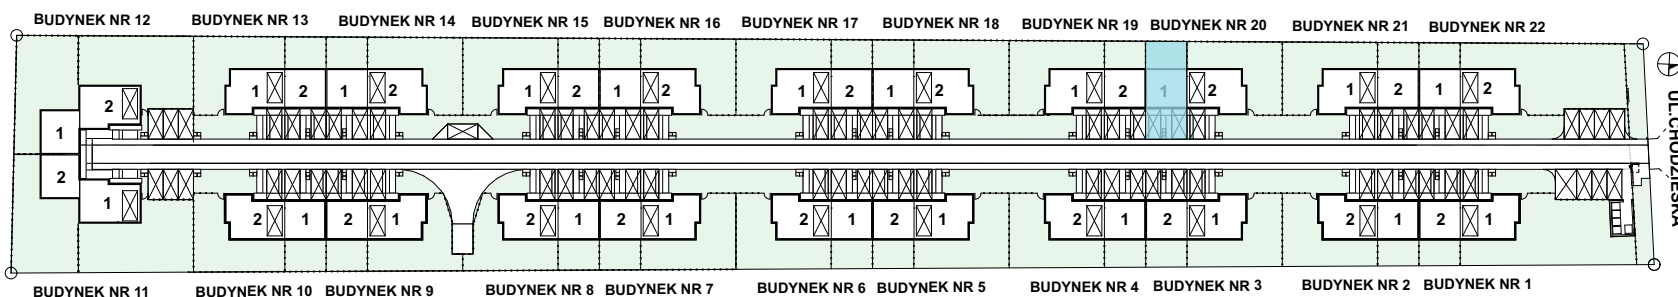 BUDYNEK NR 12 BUDYNEK NR 13 BUDYNEK NR 14 BUDYNEK NR 15 BUDYNEK NR 16 BUDYNEK NR 17 BUDYNEK NR 18 BUDYNEK NR 19 BUDYNEK NR 20 BUDYNEK NR 21 BUDYNEK NR 22
1 2 1 2 1 2 1 2 1 2 1 2 1 2 1 2 1 2 1 2
2
1
2
1
UL.CHODZIESKA
2 1 2 1 2 1 2 1 2 1 2 1 2 1 2 1 2 1 2 1
BUDYNEK NR 11 BUDYNEK NR 10 BUDYNEK NR 9 BUDYNEK NR 8 BUDYNEK NR 7 BUDYNEK NR 6 BUDYNEK NR 5 BUDYNEK NR 4 BUDYNEK NR 3 BUDYNEK NR 2 BUDYNEK NR 1